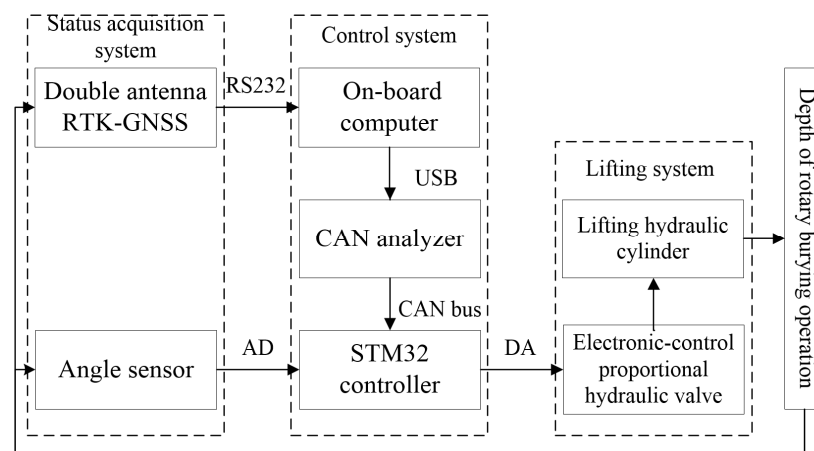 Status acquisition
system
Double antenna
RTK-GNSS
Angle sensor
RS232
AD
Control system
On-board
computer
USB
CAN analyzer
CAN bus
STM32
controller
DA
Lifting system
Lifting hydraulic
cylinder
Electronic-control
proportional
hydraulic valve
Depth of rotary burying operation